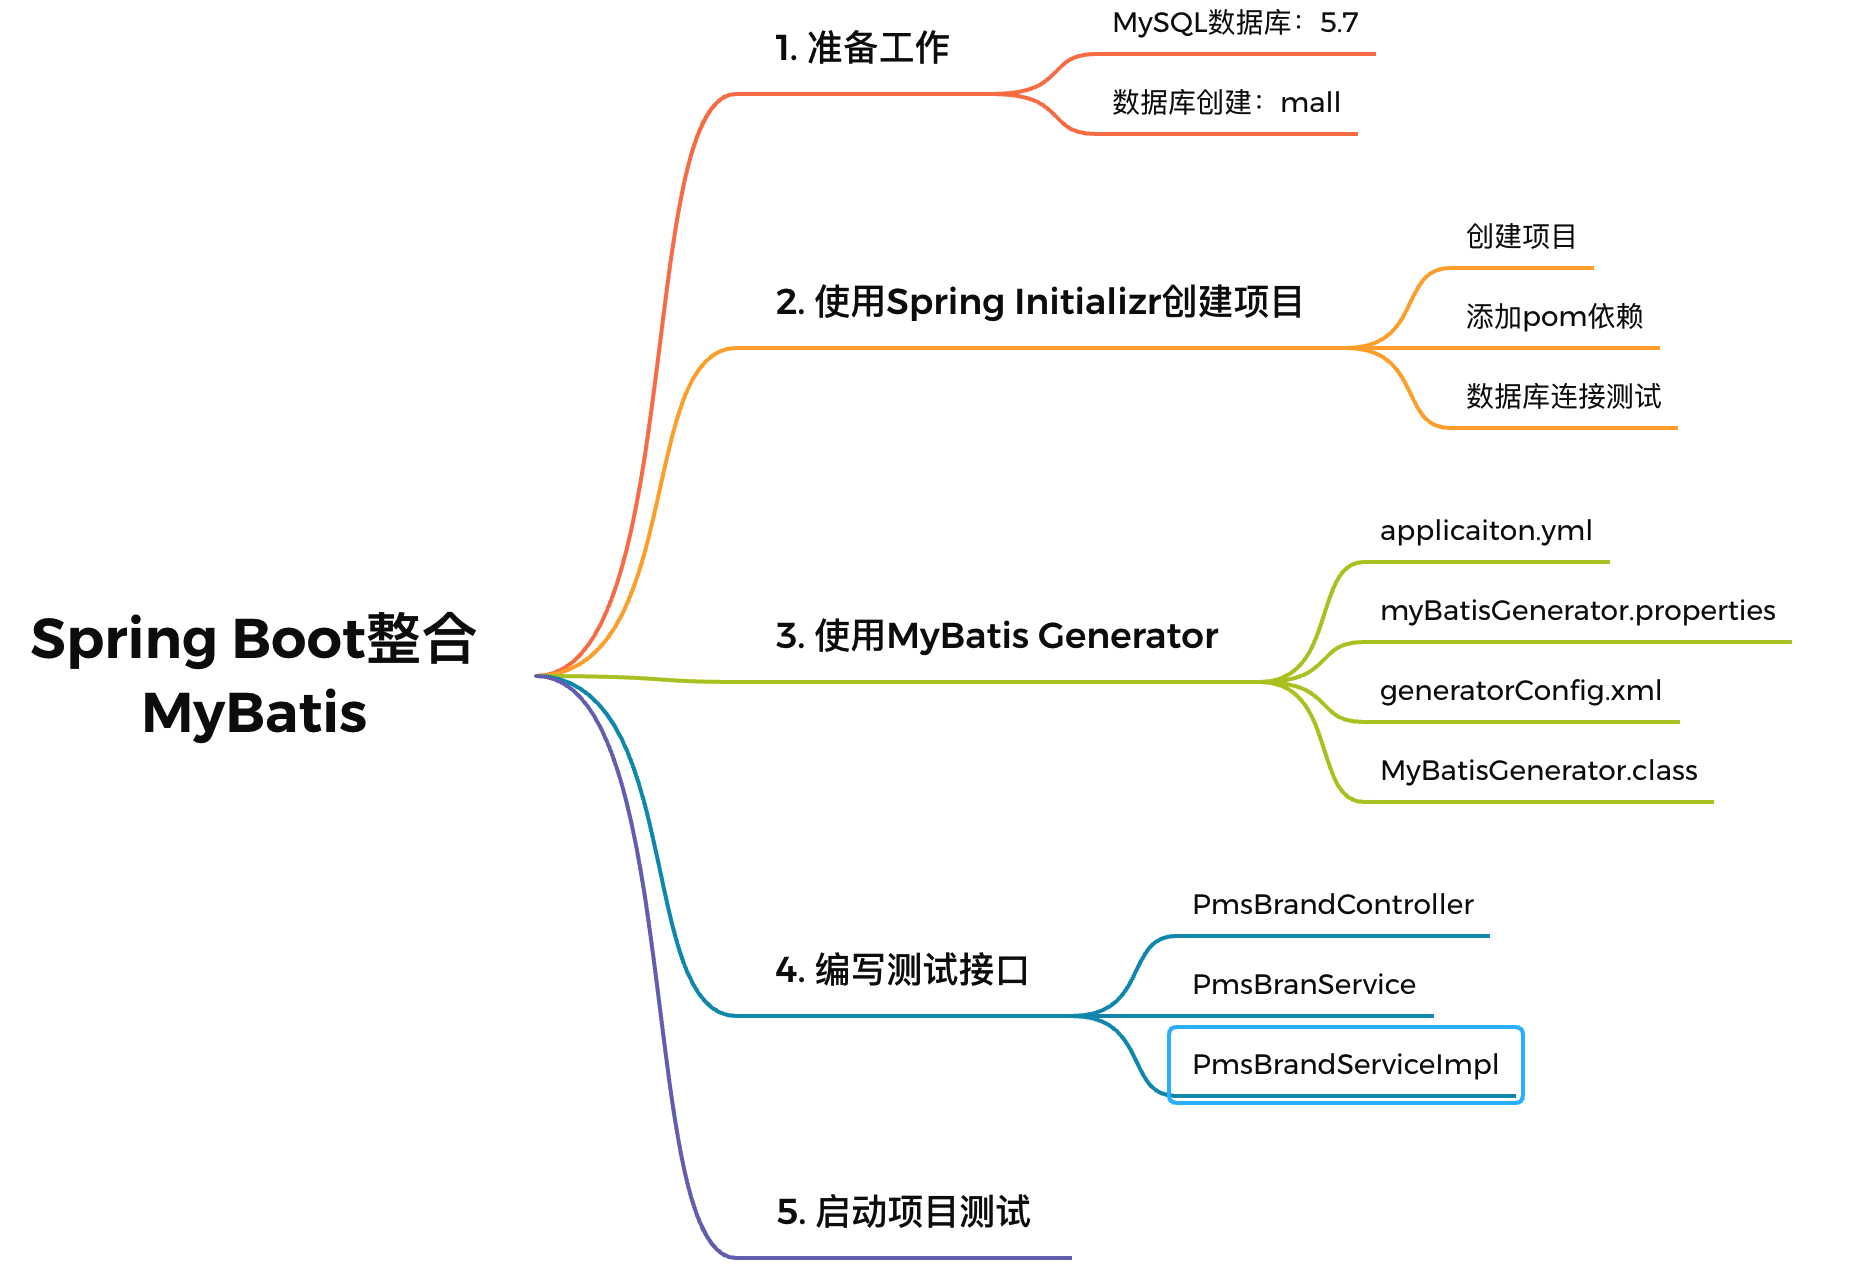 Spring Boot整合
MyBatis
1. 准备工作
MySQL数据库：5.7
数据库创建：mall
2. 使用Spring Initializr创建项目
创建项目
添加pom依赖
数据库连接测试
3. 使用MyBatis Generator
applicaiton.yml
myBatisGenerator.properties
generatorConfig.xml
MyBatisGenerator.class
4. 编写测试接口
PmsBrandController
PmsBranService
PmsBrandServiceImpl
5. 启动项目测试